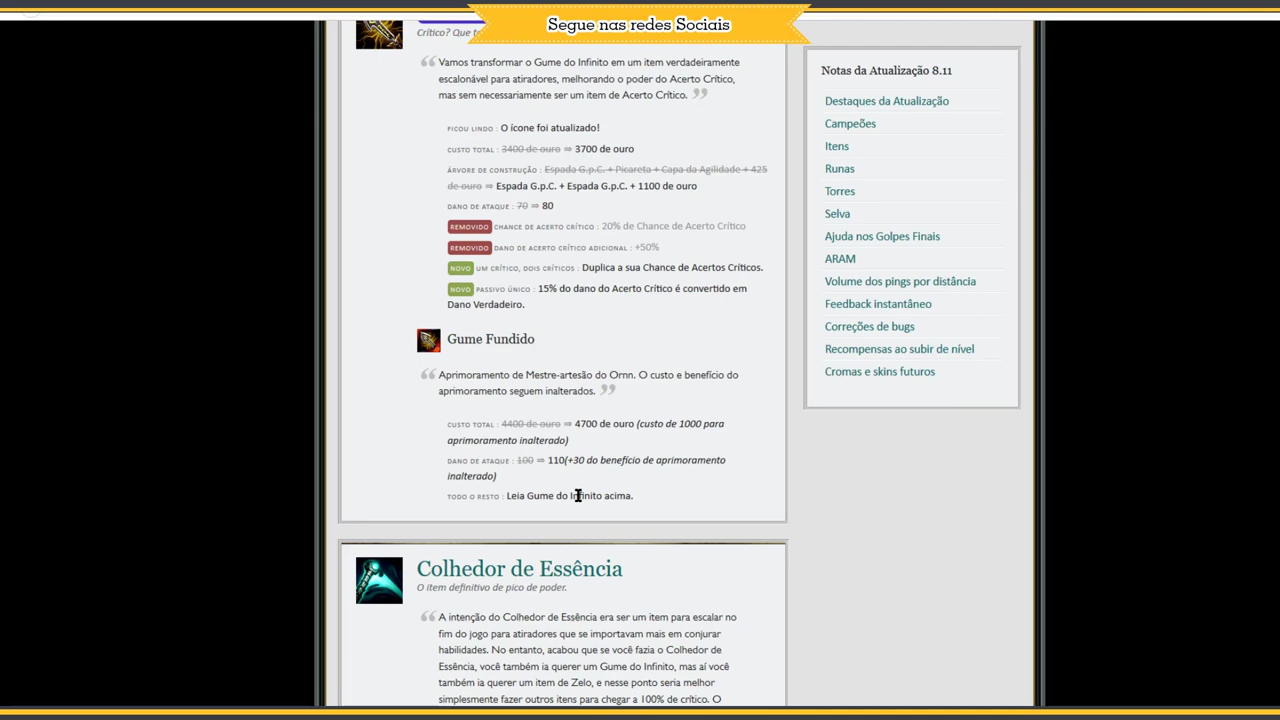 Segue nas redes Sociais
Crítico? Que
Vamos transformar o Gume do Infinito em um item verdadeiramente
escalonável para atiradores, melhorando o poder do Acerto Crítico,
mas sem necessariamente ser um item de Acerto Crítico.
FICOU LINDO : O ícone foi atualizado!
CUSTO TOTAL : 3400 de ouro ⇒ 3700 de ouro
ÁRVORE DE CONSTRUÇÃO : Espada G.p.C. + Picareta + Capa da Agilidade + 425
de ouro ⇒ Espada G.p.C. + Espada G.p.C. + 1100 de ouro
DANO DE ATAQUE : 70 ⇒ 80
REMOVIDO CHANCE DE ACERTO CRÍTICO : 20% de Chance de Acerto Crítico
REMOVIDO DANO DE ACERTO CRÍTICO ADICIONAL : +50%
NOVO UM CRÍTICO, DOIS CRÍTICOS : Duplica a sua Chance de Acertos Críticos.
NOVO PASSIVO ÚNICO : 15% do dano do Acerto Crítico é convertido em
Dano Verdadeiro.
Gume Fundido
Aprimoramento de Mestre-artesão do Ornn. O custo e benefício do
aprimoramento seguem inalterados.
CUSTO TOTAL : 4400 de ouro ⇒ 4700 de ouro (custo de 1000 para
aprimoramento inalterado)
DANO DE ATAQUE : 100 ⇒ 110(+30 do benefício de aprimoramento
inalterado)
TODO O RESTO : Leia Gume do Infinito acima.
Colhedor de Essência
O item definitivo de pico de poder.
A intenção do Colhedor de Essência era ser um item para escalar no
fim do jogo para atiradores que se importavam mais em conjurar
habilidades. No entanto, acabou que se você fazia o Colhedor de
Essência, você também ia querer um Gume do Infinito, mas aí você
também ia querer um item de Zelo, e nesse ponto seria melhor
simplesmente fazer outros itens para chegar a 100% de crítico. O
Notas da Atualização 8.11
Destaques da Atualização
Campeões
Itens
Runas
Torres
Selva
Ajuda nos Golpes Finais
ARAM
Volume dos pings por distância
Feedback instantâneo
Correções de bugs
Recompensas ao subir de nível
Cromas e skins futuros